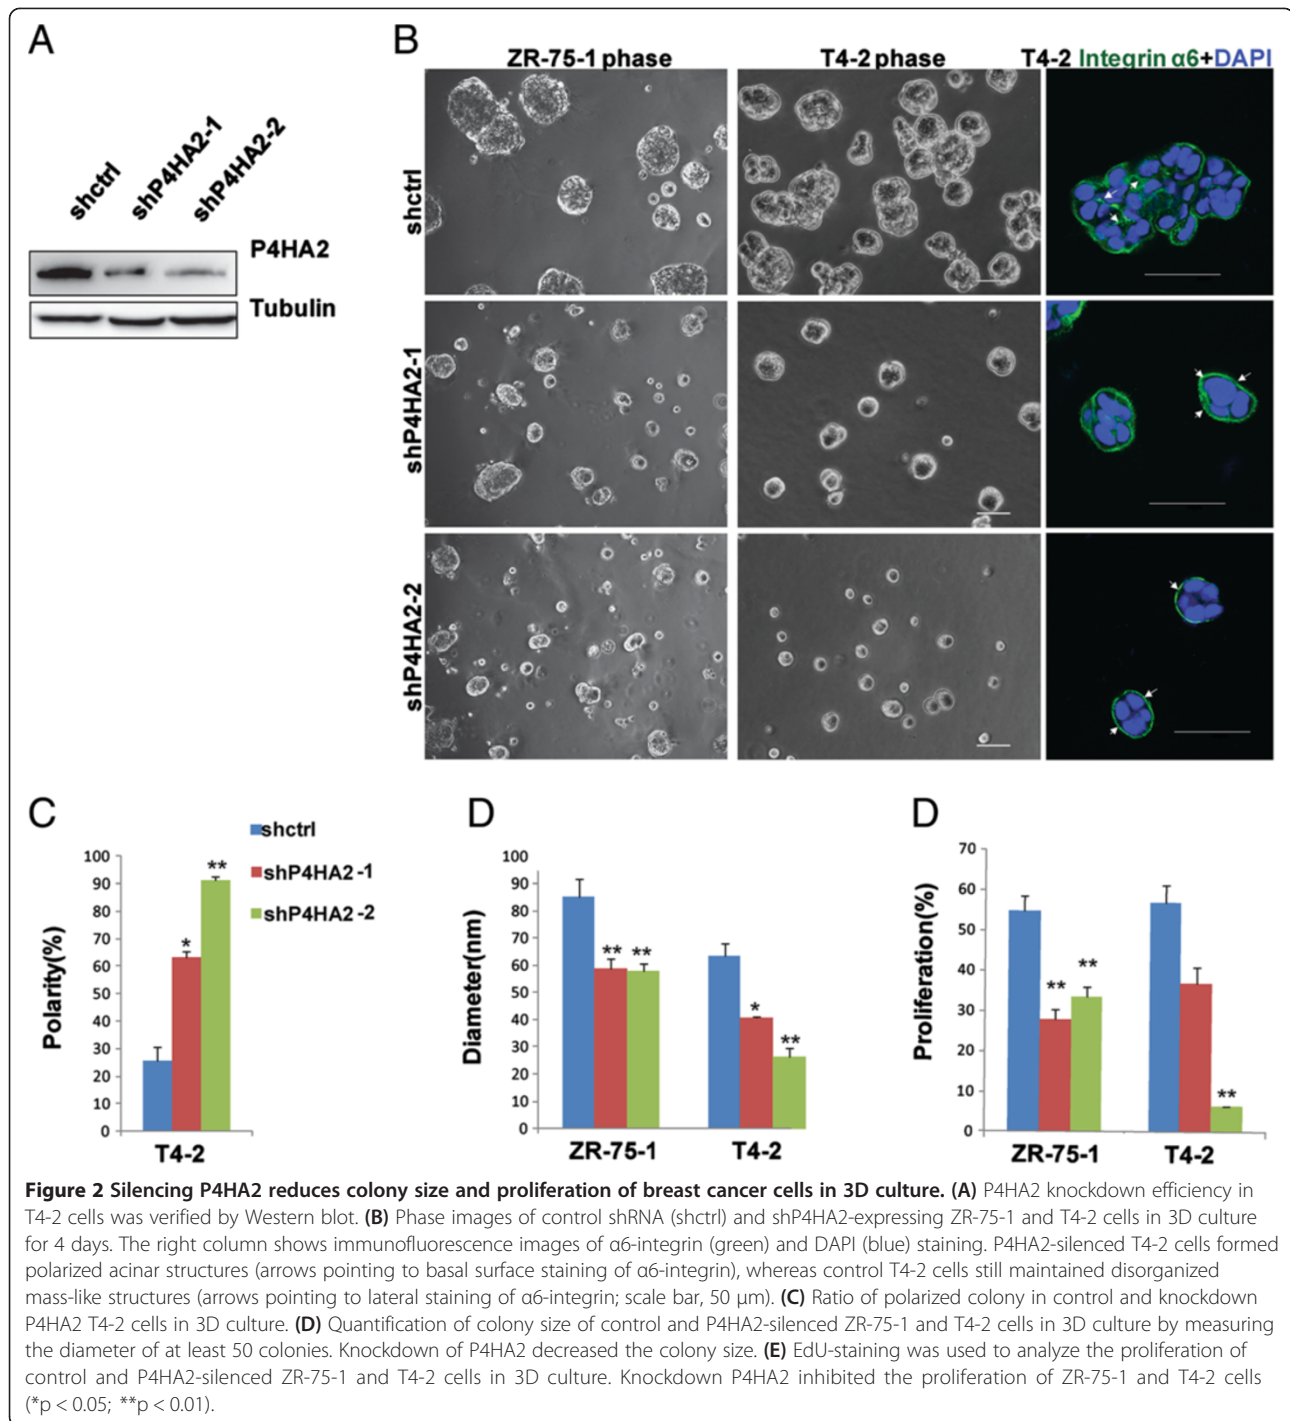 A
shctrl
shP4HA2-1
shP4HA2-2
P4HA2
Tubulin
B
ZR-75-1 phase
T4-2 phase
T4-2 Integrin α6+DAPI
shctrl
shP4HA2-1
shP4HA2-2
C
shctrl
shP4HA2-1
shP4HA2-2
Polarity(%)
100
90
80
70
60
50
40
30
20
10
0
*
**
T4-2
D
Diameter(nm)
100
90
80
70
60
50
40
30
20
10
0
**
**
*
**
ZR-75-1
T4-2
D
Proliferation(%)
70
60
50
40
30
20
10
0
**
**
**
ZR-75-1
T4-2
Figure 2 Silencing P4HA2 reduces colony size and proliferation of breast cancer cells in 3D culture. (A) P4HA2 knockdown efficiency in
T4-2 cells was verified by Western blot. (B) Phase images of control shRNA (shctrl) and shP4HA2-expressing ZR-75-1 and T4-2 cells in 3D culture
for 4 days. The right column shows immunofluorescence images of α6-integrin (green) and DAPI (blue) staining. P4HA2-silenced T4-2 cells formed
polarized acinar structures (arrows pointing to basal surface staining of α6-integrin), whereas control T4-2 cells still maintained disorganized
mass-like structures (arrows pointing to lateral staining of α6-integrin; scale bar, 50 μm). (C) Ratio of polarized colony in control and knockdown
P4HA2 T4-2 cells in 3D culture. (D) Quantification of colony size of control and P4HA2-silenced ZR-75-1 and T4-2 cells in 3D culture by measuring
the diameter of at least 50 colonies. Knockdown of P4HA2 decreased the colony size. (E) EdU-staining was used to analyze the proliferation of
control and P4HA2-silenced ZR-75-1 and T4-2 cells in 3D culture. Knockdown P4HA2 inhibited the proliferation of ZR-75-1 and T4-2 cells
(*p < 0.05; **p < 0.01).